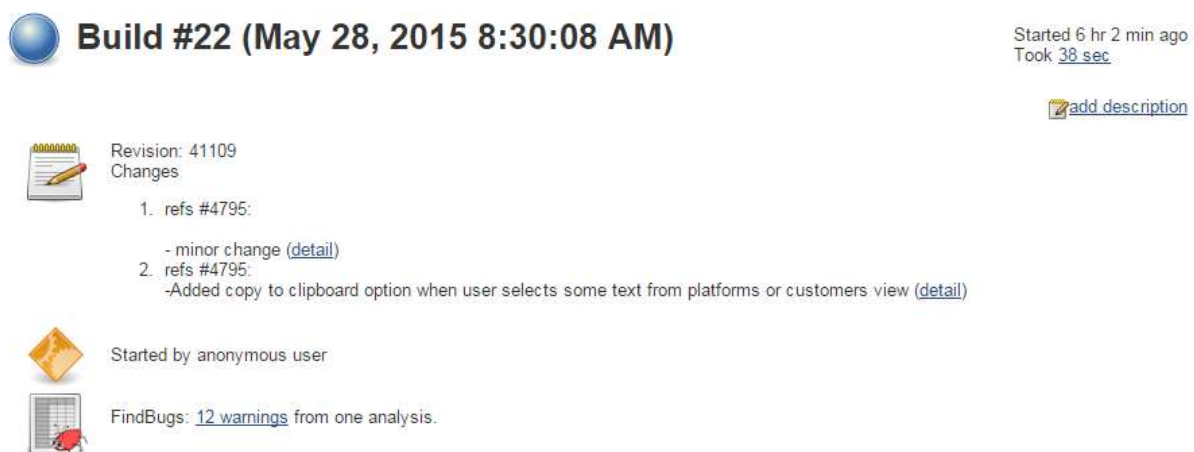 Build #22 (May 28, 2015 8:30:08 AM)
Started 6 hr 2 min ago
Took 38 sec
add description
Revision: 41109
Changes
1. refs #4795:
- minor change (detail)
2. refs #4795:
-Added copy to clipboard option when user selects some text from platforms or customers view (detail)
Started by anonymous user
FindBugs: 12 warnings from one analysis.